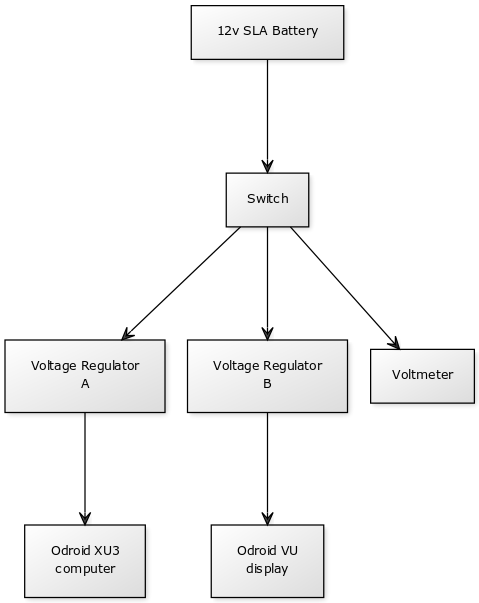 12v SLA Battery
Switch
Voltage Regulator
A
Voltage Regulator
B
Voltmeter
Odroid XU3
computer
Odroid VU
display